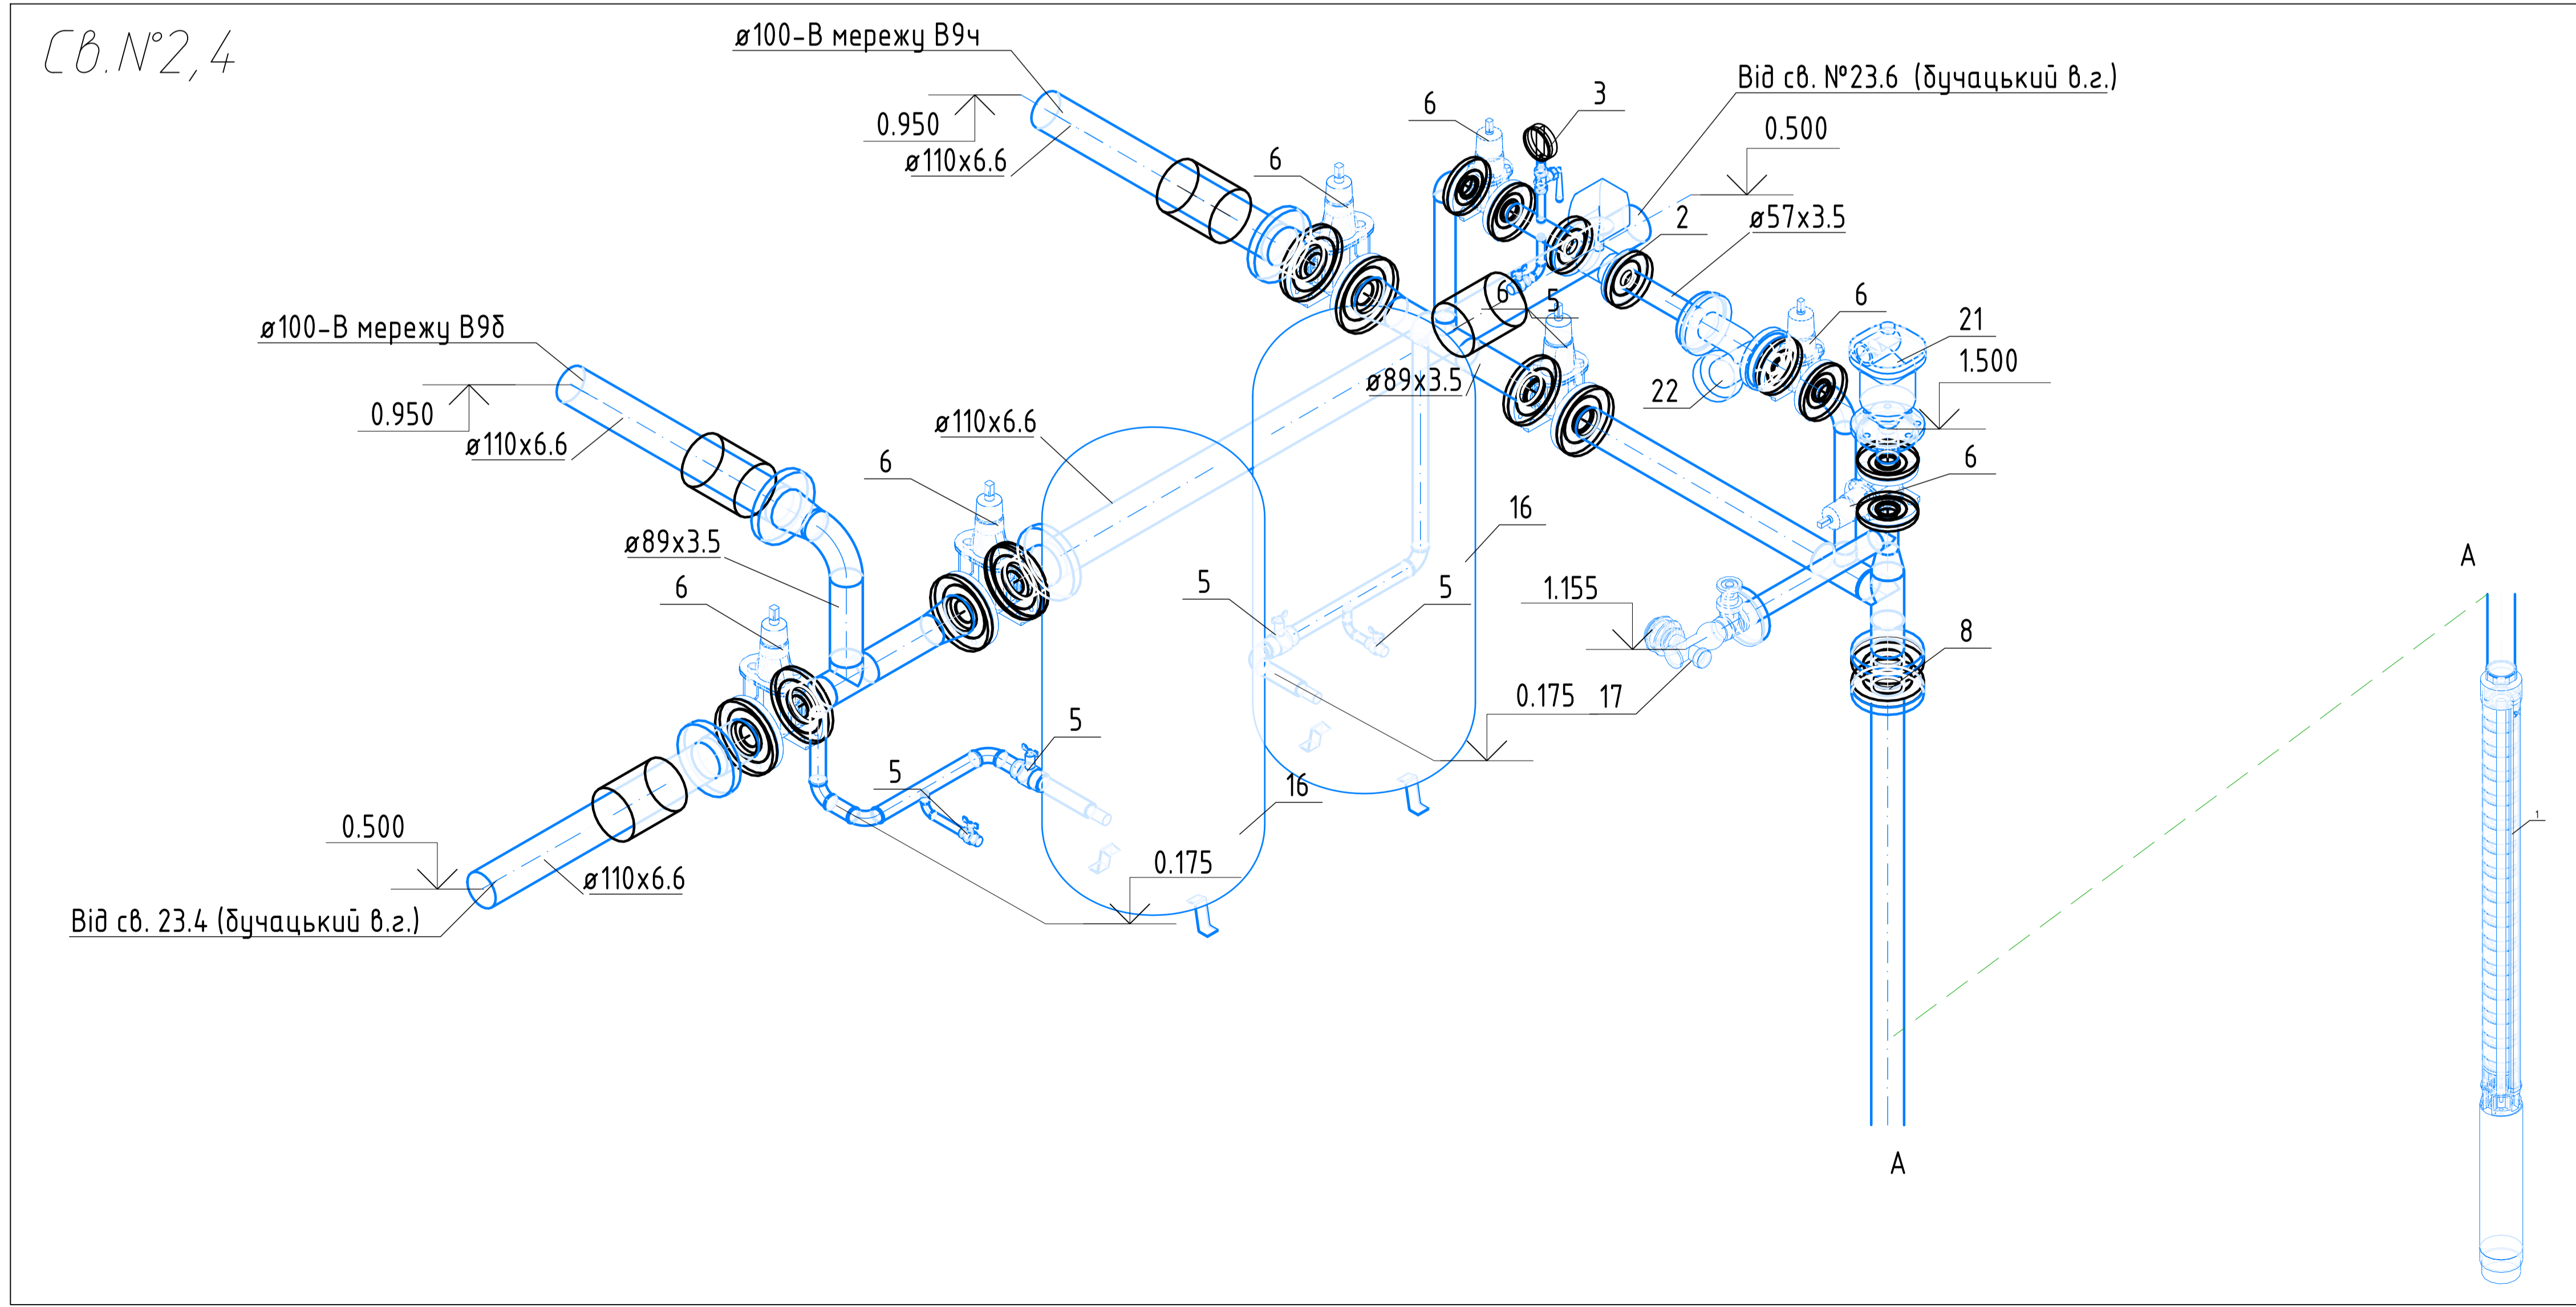 Св.№2,4
ø100-В мережу В9ч
0.950
ø110x6.6
6
6
3
Від св. №23.6 (бучацький в.г.)
0.500
2
ø57x3.5
6
5
6
21
1.500
22
ø89x3.5
6
ø100-В мережу В9б
0.950
ø110x6.6
ø110x6.6
6
ø89x3.5
6
16
5
5
1.155
8
0.175
17
5
5
16
0.175
0.500
ø110x6.6
Від св. 23.4 (бучацький в.г.)
А
1
А